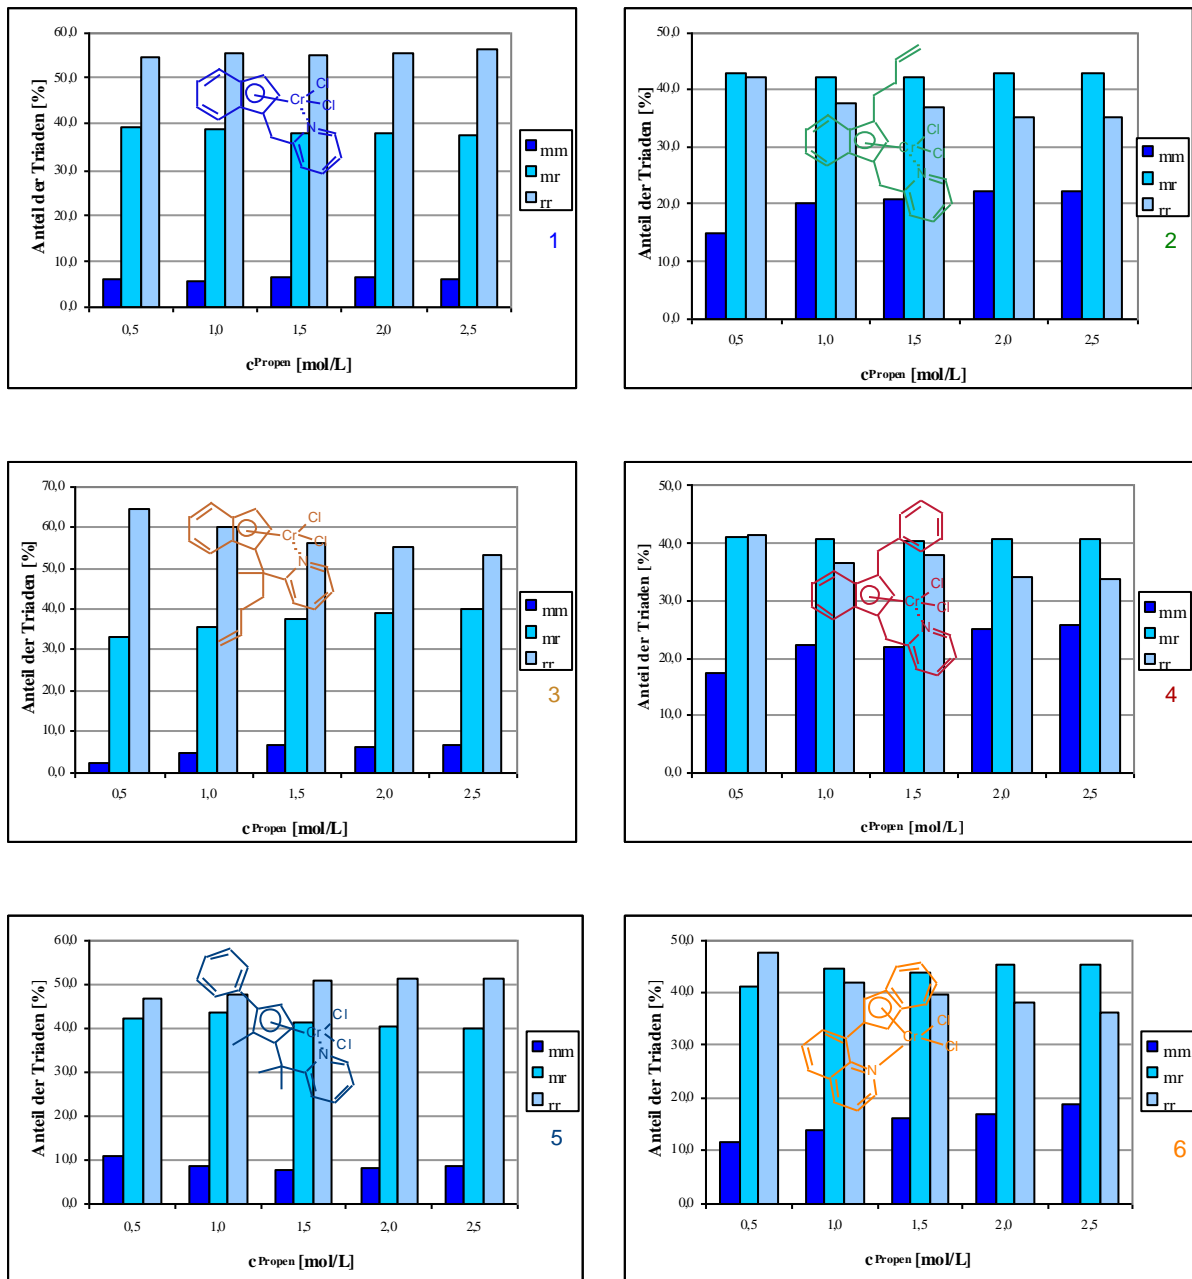 60,0
50,0
40,0
30,0
20,0
10,0
0,0
Anteil der Triaden [%]
0,5 1,0 1,5 2,0 2,5
c Propen [mol/L]
Cr
C
Cl
N
mm
mr
rr
1
50,0
40,0
30,0
20,0
10,0
0,0
Anteil der Triaden [%]
0,5 1,0 1,5 2,0 2,5
c Propen [mol/L]
Cl
Cr
C
N
mm
mr
rr
2
70,0
60,0
50,0
40,0
30,0
20,0
10,0
0,0
Anteil der Triaden [%]
0,5 1,0 1,5 2,0 2,5
c Propen [mol/L]
Cl
Cr
Cl
N
mm
mr
rr
3
50,0
40,0
30,0
20,0
10,0
0,0
Anteil der Triaden [%]
0,5 1,0 1,5 2,0 2,5
c Propen [mol/L]
Cl
Cr
Cl
N
mm
mr
rr
4
60,0
50,0
40,0
30,0
20,0
10,0
0,0
Anteil der Triaden [%]
0,5 1,0 1,5 2,0 2,5
c Propen [mol/L]
Cl
Cr
Cl
N
mm
mr
rr
5
50,0
40,0
30,0
20,0
10,0
0,0
Anteil der Triaden [%]
0,5 1,0 1,5 2,0 2,5
c Propen [mol/L]
Cl
Cr
Cl
N
mm
mr
rr
6